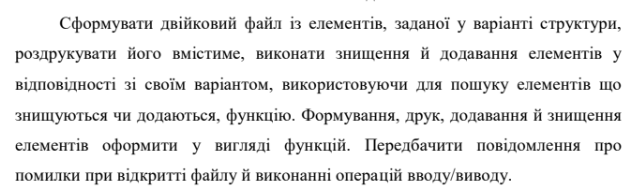 Сформувати двійковий файл із елементів, заданої у варіанті структури,
роздрукувати його вмістиме, виконати знищення й додавання елементів у
відповідності зі своїм варіантом, використовуючи для пошуку елементів що
знищуються чи додаються, функцію. Формування, друк, додавання й знищення
елементів оформити у вигляді функцій. Передбачити повідомлення про
помилки при відкритті файлу й виконанні операцій вводу/виводу.